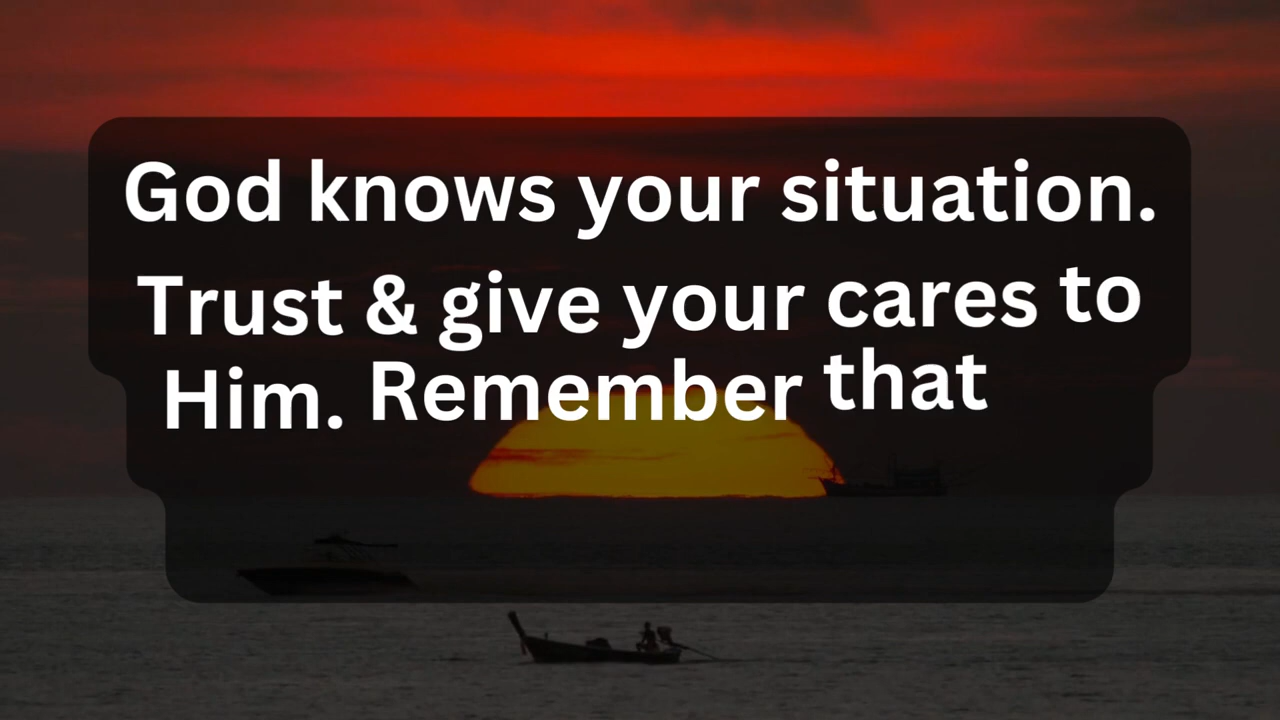 God knows your situation.
Trust & give your cares to
Him. Remember that